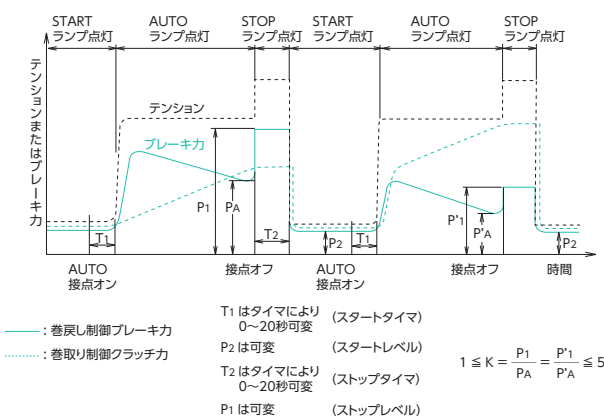 START
ランプ点灯
AUTO
ランプ点灯
STOP
ランプ点灯
START
ランプ点灯
AUTO
ランプ点灯
STOP
ランプ点灯
テンションまたはブレーキ力
テンション
ブレーキ力
P1
PA
P'1
P'A
T1
T2
P2
T1
P2
AUTO
接点オン
接点オフ
AUTO
接点オン
接点オフ
時間
：巻戻し制御ブレーキ力
：巻取り制御クラッチ力
T1 はタイマにより
0～20秒可変
(スタートタイマ)
P2 は可変
(スタートレベル)
T2 はタイマにより
0～20秒可変
(ストップタイマ)
P1 は可変
(ストップレベル)
1 ≦ K = P1/PA = P'1/P'A ≦ 5